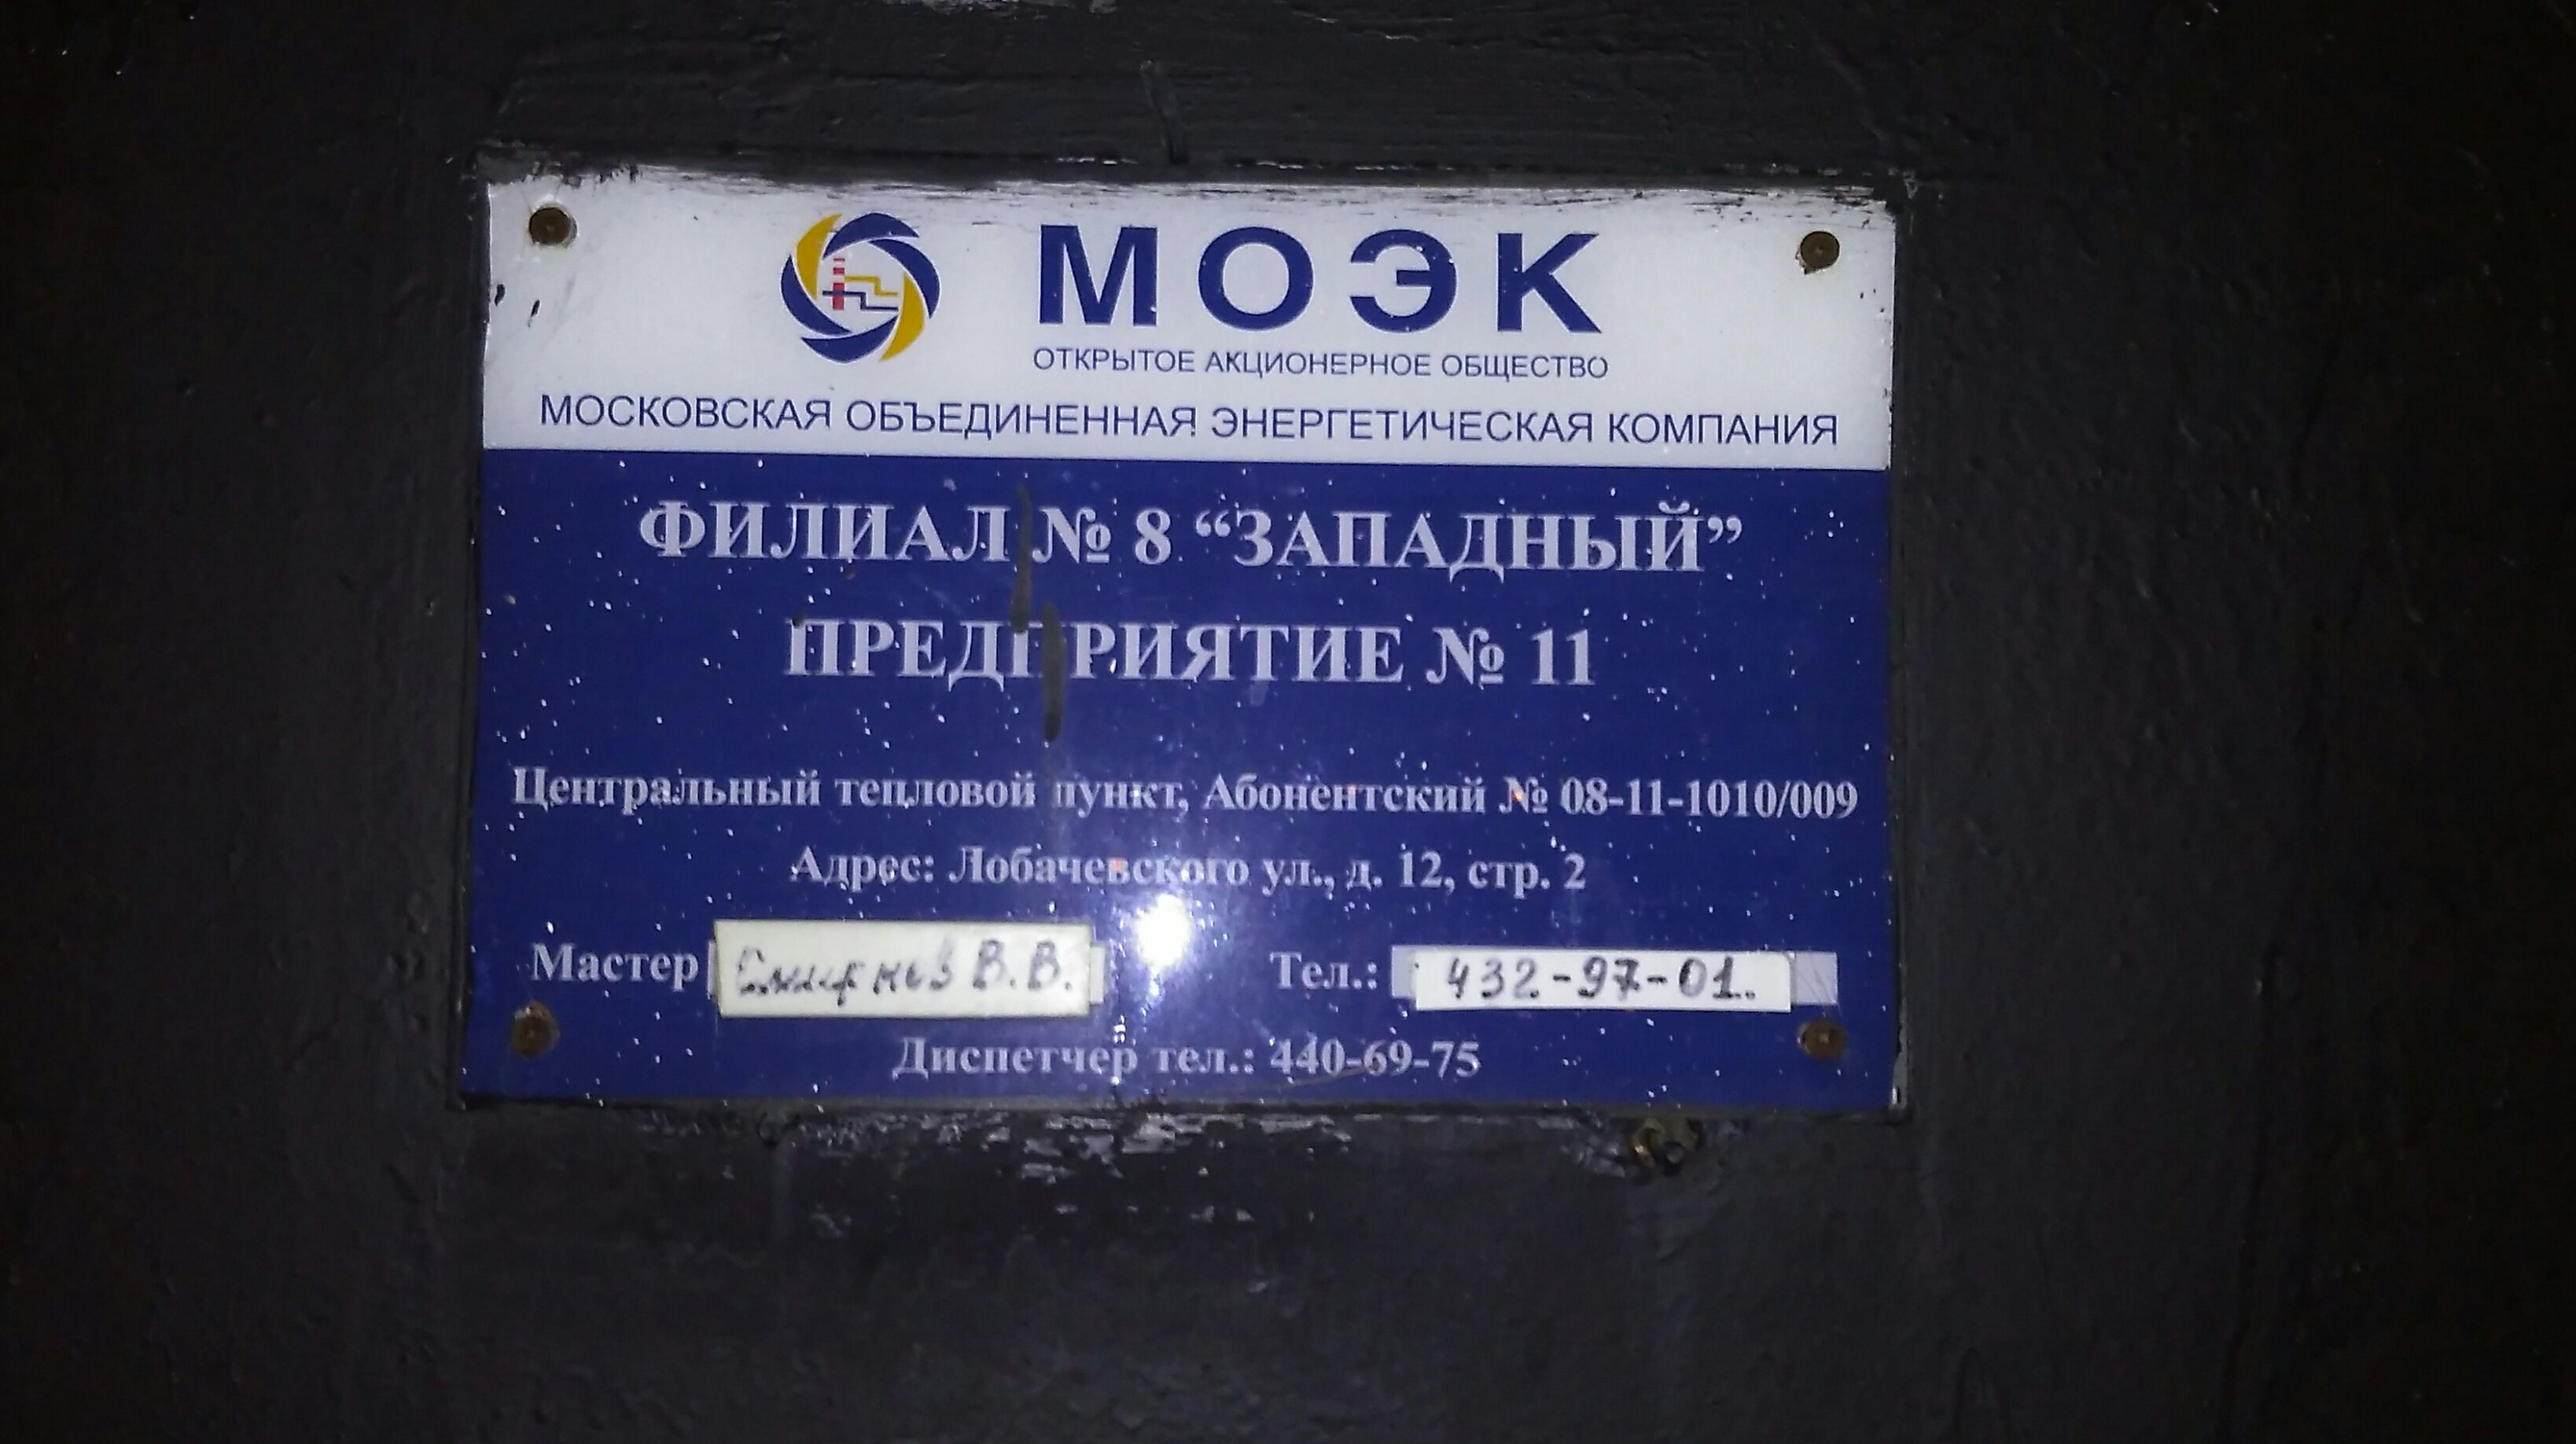 МОЭК
ОТКРЫТОЕ АКЦИОНЕРНОЕ ОБЩЕСТВО
МОСКОВСКАЯ ОБЪЕДИНЕННАЯ ЭНЕРГЕТИЧЕСКАЯ КОМПАНИЯ
ФИЛИАЛ № 8 “ЗАПАДНЫЙ”
ПРЕДПРИЯТИЕ № 11
Центральный тепловой пункт, Абонентский № 08-11-1010/009
Адрес: Лобачевского ул., д. 12, стр. 2
Мастер В.В. Тел.: 432-97-01.
Диспетчер тел.: 440-69-75